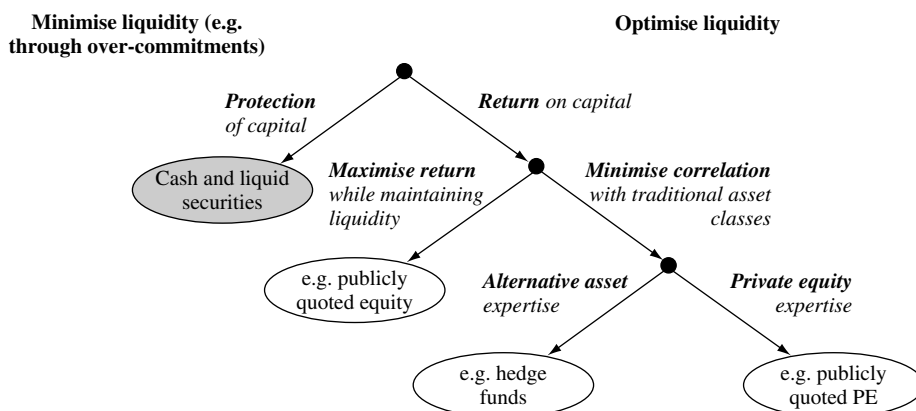 Minimise liquidity (e.g.
through over-commitments)
Optimise liquidity
Protection
of capital
Return on capital
Cash and liquid
securities
Maximise return
while maintaining
liquidity
Minimise correlation
with traditional asset
classes
e.g. publicly
quoted equity
Alternative asset
expertise
Private equity
expertise
e.g. hedge
funds
e.g. publicly
quoted PE